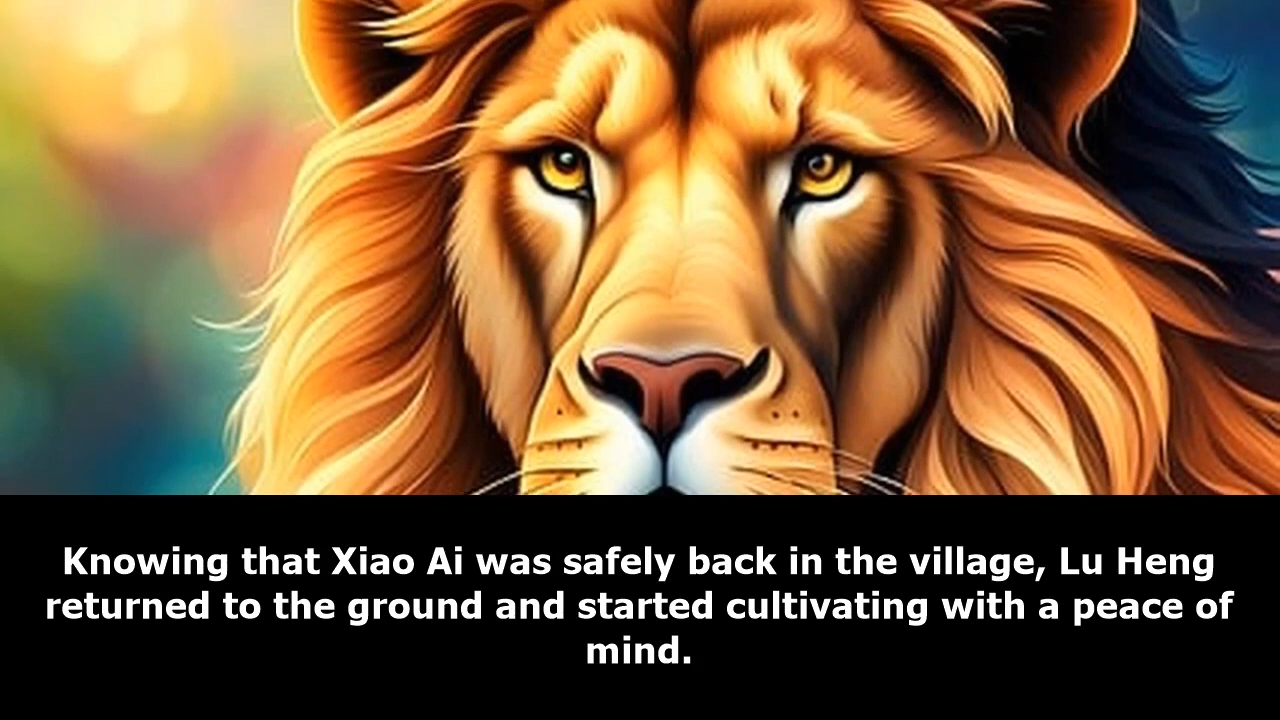 Knowing that Xiao Ai was safely back in the village, Lu Heng
returned to the ground and started cultivating with a peace of
mind.